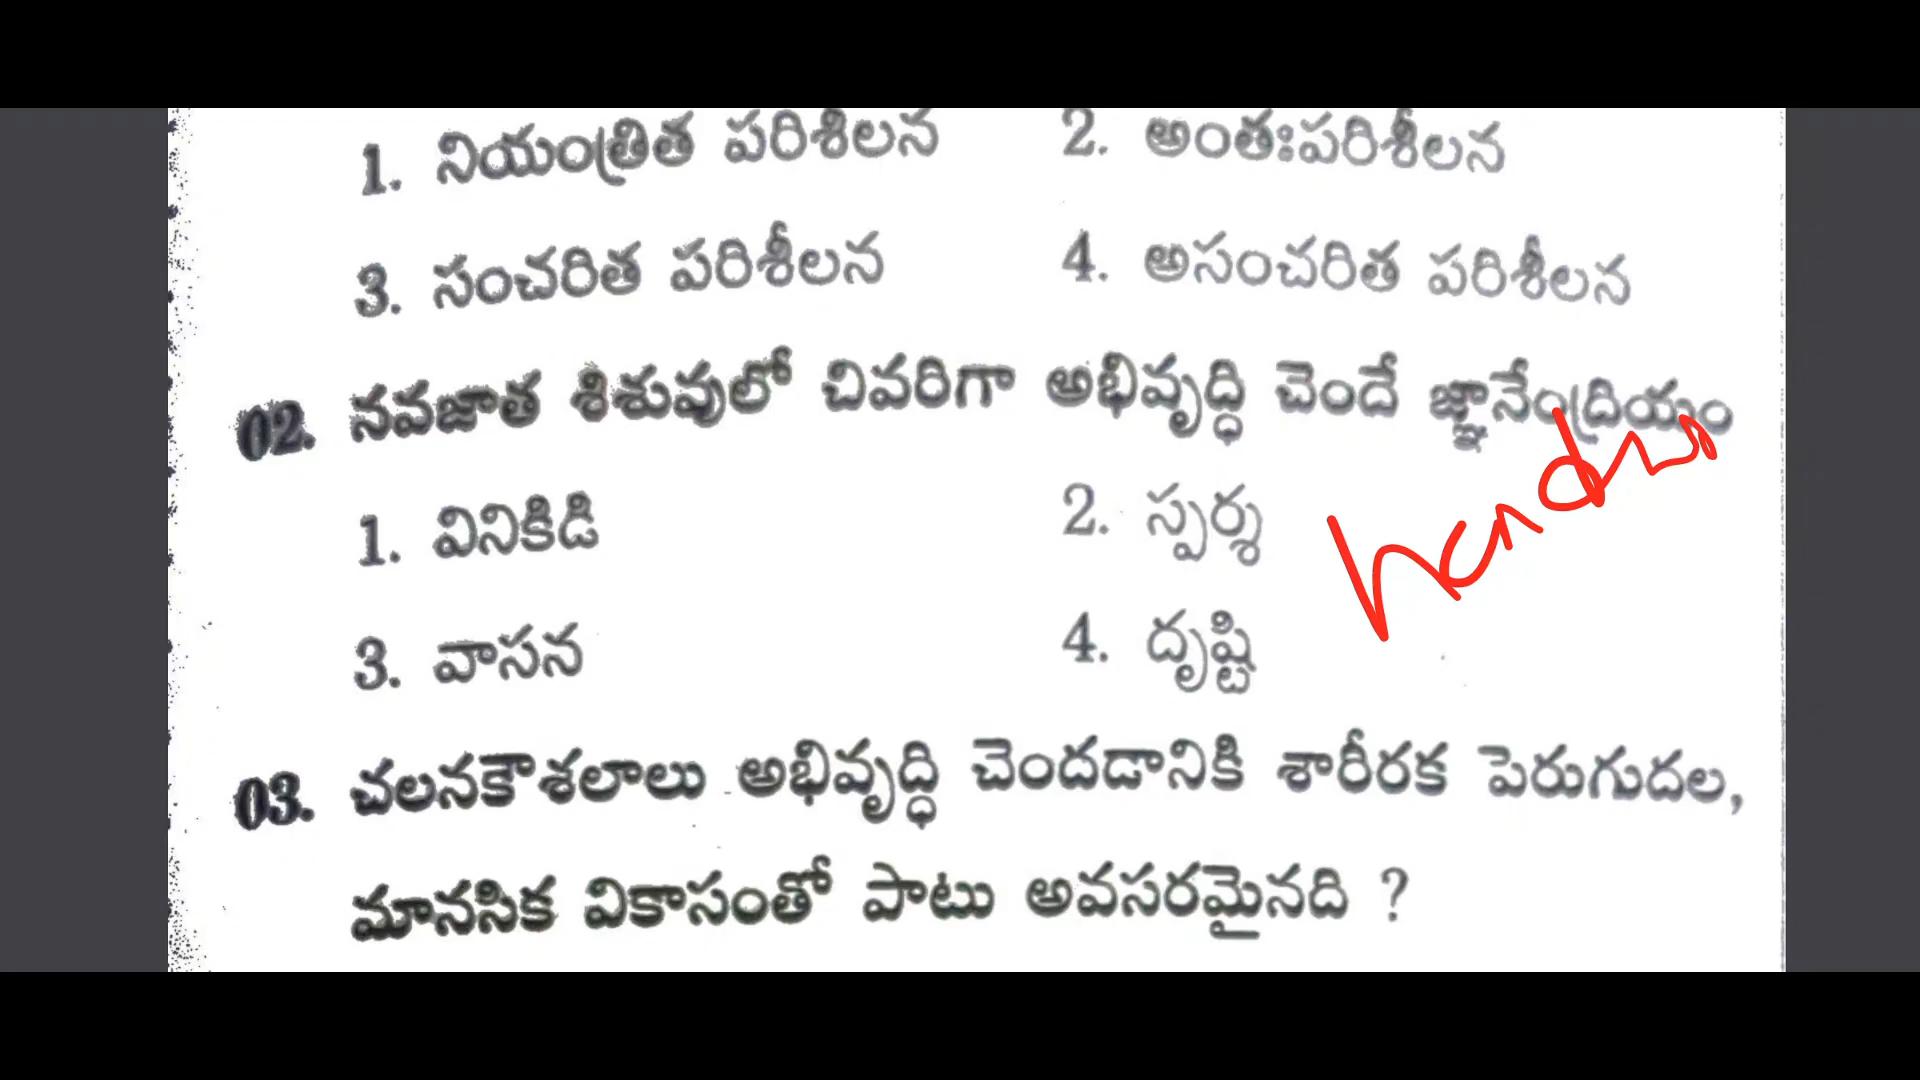 1. నియంత్రిత పరిశీలన 2. అంతఃపరిశీలన
3. సంచరిత పరిశీలన 4. అసంచరిత పరిశీలన
02. నవజాత శిశువులో చివరిగా అభివృద్ధి చెందే జ్ఞానేంద్రియం
1. వినికిడి 2. స్పర్శ
3. వాసన 4. దృష్టి
03. చలనకౌశలాలు అభివృద్ధి చెందడానికి శారీరక పెరుగుదల,
మానసిక వికాసంతో పాటు అవసరమైనది ?